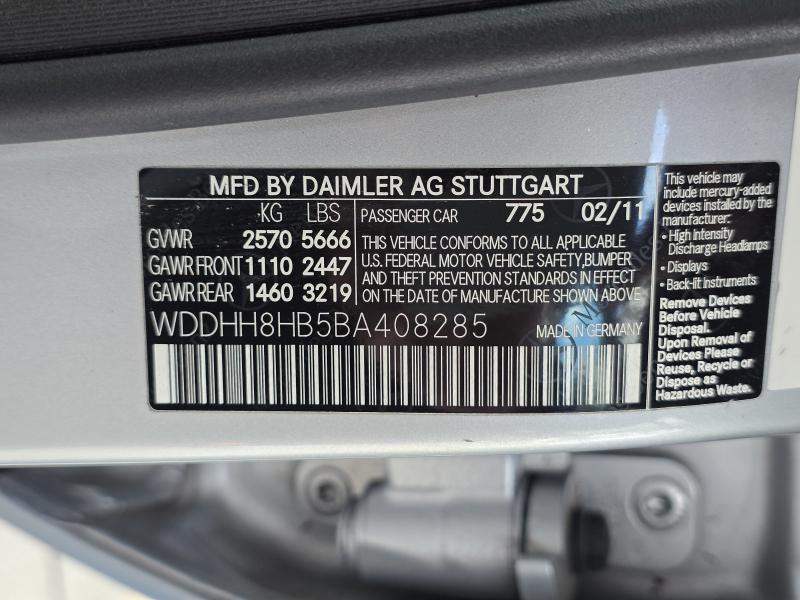 MFD BY DAIMLER AG STUTTGART
KG LBS
GVWR 2570 5666
GAWR FRONT 1110 2447
GAWR REAR 1460 3219
PASSENGER CAR 775 02/11
THIS VEHICLE CONFORMS TO ALL APPLICABLE
U.S. FEDERAL MOTOR VEHICLE SAFETY,BUMPER
AND THEFT PREVENTION STANDARDS IN EFFECT
ON THE DATE OF MANUFACTURE SHOWN ABOVE
WDDHH8HB5BA408285
MADE IN GERMANY
This vehicle may
include mercury-added
devices installed by the
manufacturer:
• High Intensity
Discharge Headlamps
• Displays
• Back-lit Instruments
Remove Devices
Before Vehicle
Disposal.
Upon Removal of
Devices Please
Reuse, Recycle or
Dispose as
Hazardous Waste.